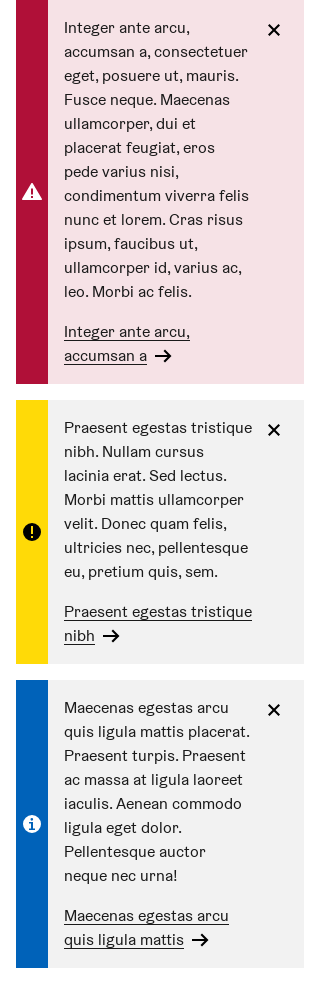 Integer ante arcu,
accumsan a, consectetuer
eget, posuere ut, mauris.
Fusce neque. Maecenas
ullamcorper, dui et
placerat feugiat, eros
pede varius nisi,
condimentum viverra felis
nunc et lorem. Cras risus
ipsum, faucibus ut,
ullamcorper id, varius ac,
leo. Morbi ac felis.
Integer ante arcu,
accumsan a
Praesent egestas tristique
nibh. Nullam cursus
lacinia erat. Sed lectus.
Morbi mattis ullamcorper
velit. Donec quam felis,
ultricies nec, pellentesque
eu, pretium quis, sem.
Praesent egestas tristique
nibh
Maecenas egestas arcu
quis ligula mattis placerat.
Praesent turpis. Praesent
ac massa at ligula laoreet
iaculis. Aenean commodo
ligula eget dolor.
Pellentesque auctor
neque nec urna!
Maecenas egestas arcu
quis ligula mattis